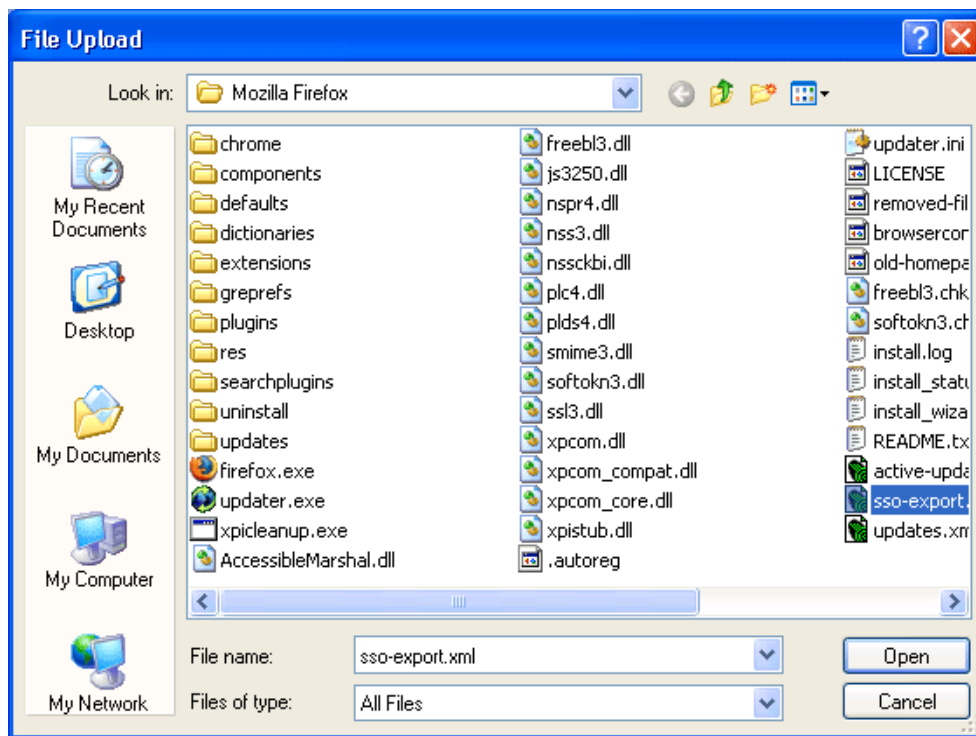 File Upload
Look in:
Mozilla Firefox
My Recent
Documents
Desktop
My Documents
My Computer
My Network
chrome
components
defaults
dictionaries
extensions
greprefs
plugins
res
searchplugins
uninstall
updates
firefox.exe
updater.exe
xpicleanup.exe
AccessibleMarshal.dll
freebl3.dll
js3250.dll
nspr4.dll
nss3.dll
nssckbi.dll
plc4.dll
plds4.dll
smime3.dll
softokn3.dll
ssl3.dll
xpcom.dll
xpcom_compat.dll
xpcom_core.dll
xpistub.dll
.autoreg
updater.ini
LICENSE
removed-fil
browsercor
old-homepa
freebl3.chk
softokn3.ch
install.log
install_statu
install_wiza
README.tx
active-upda
sso-export.
updates.xm
File name:
sso-export.xml
Open
Files of type:
All Files
Cancel